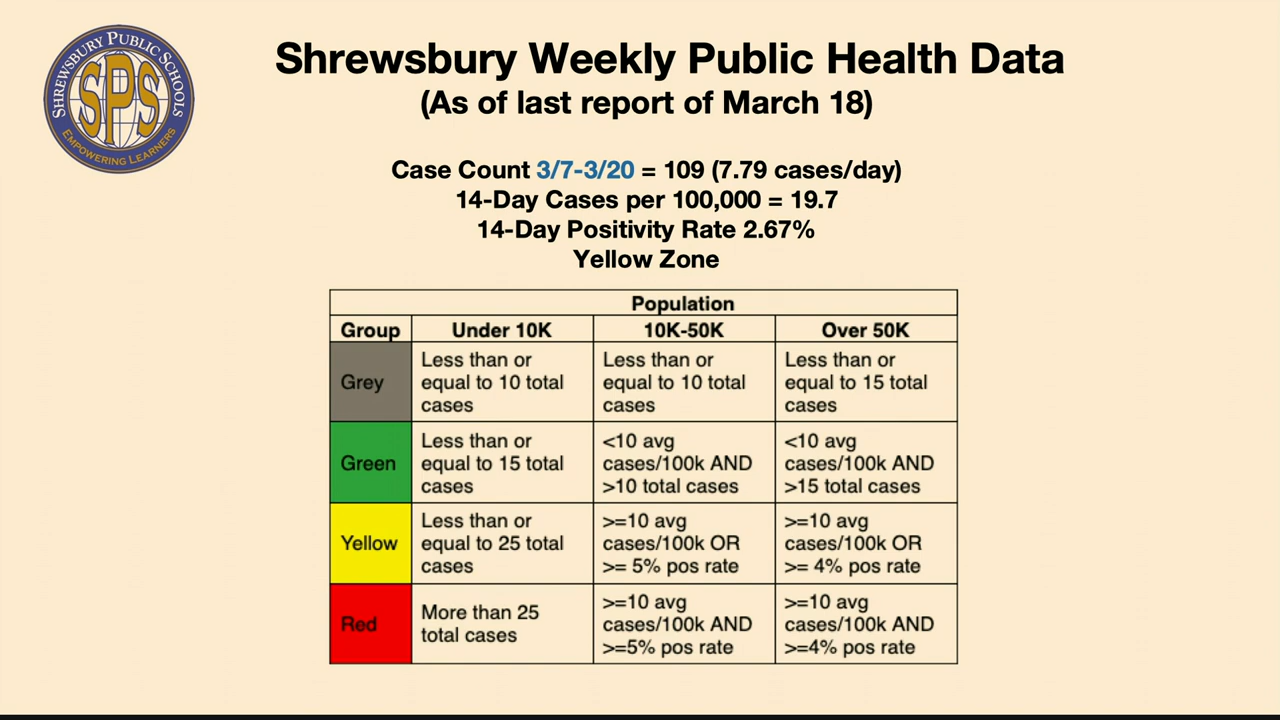 SHREWSBURY PUBLIC SCHOOLS
SPS
EMPOWERING LEARNERS
Shrewsbury Weekly Public Health Data
(As of last report of March 18)
Case Count 3/7-3/20 = 109 (7.79 cases/day)
14-Day Cases per 100,000 = 19.7
14-Day Positivity Rate 2.67%
Yellow Zone
Population
Group Under 10K 10K-50K Over 50K
Grey
Less than or
equal to 10 total
cases
Less than or
equal to 10 total
cases
Less than or
equal to 15 total
cases
Green
Less than or
equal to 15 total
cases
<10 avg
cases/100k AND
>10 total cases
<10 avg
cases/100k AND
>15 total cases
Yellow
Less than or
equal to 25 total
cases
>=10 avg
cases/100k OR
>= 5% pos rate
>=10 avg
cases/100k OR
>= 4% pos rate
Red
More than 25
total cases
>=10 avg
cases/100k AND
>=5% pos rate
>=10 avg
cases/100k AND
>=4% pos rate